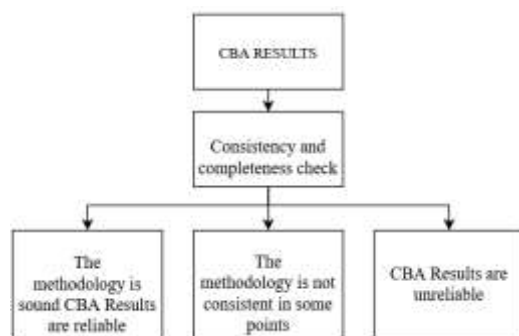 CBA RESULTS
Consistency and
completeness check
The
methodology is
sound CBA Results
are reliable
The
methodology is not
consistent in some
points
CBA Results are
unreliable